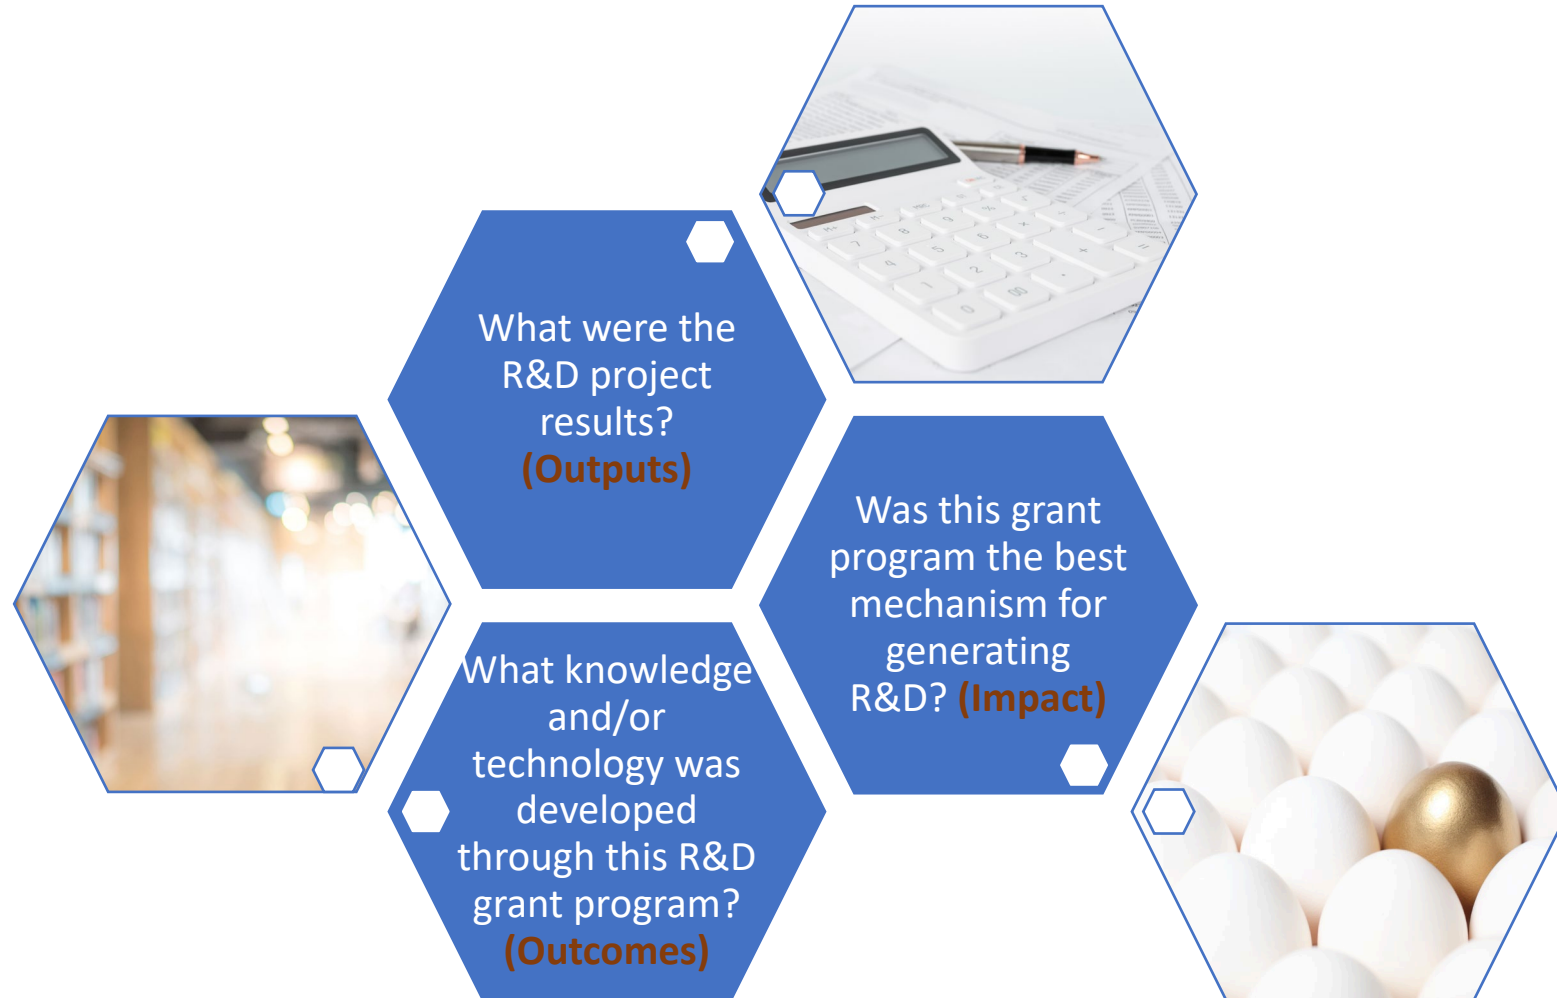 What were the
R&D project
results?
(Outputs)
Was this grant
program the best
mechanism for
generating
R&D? (Impact)
What knowledge
and/or
technology was
developed
through this R&D
grant program?
(Outcomes)